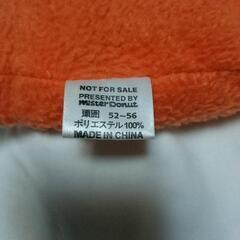 NOT FOR SALE
PRESENTED BY
mister Donut
頭囲 52~56
ポリエステル100%
MADE IN CHINA